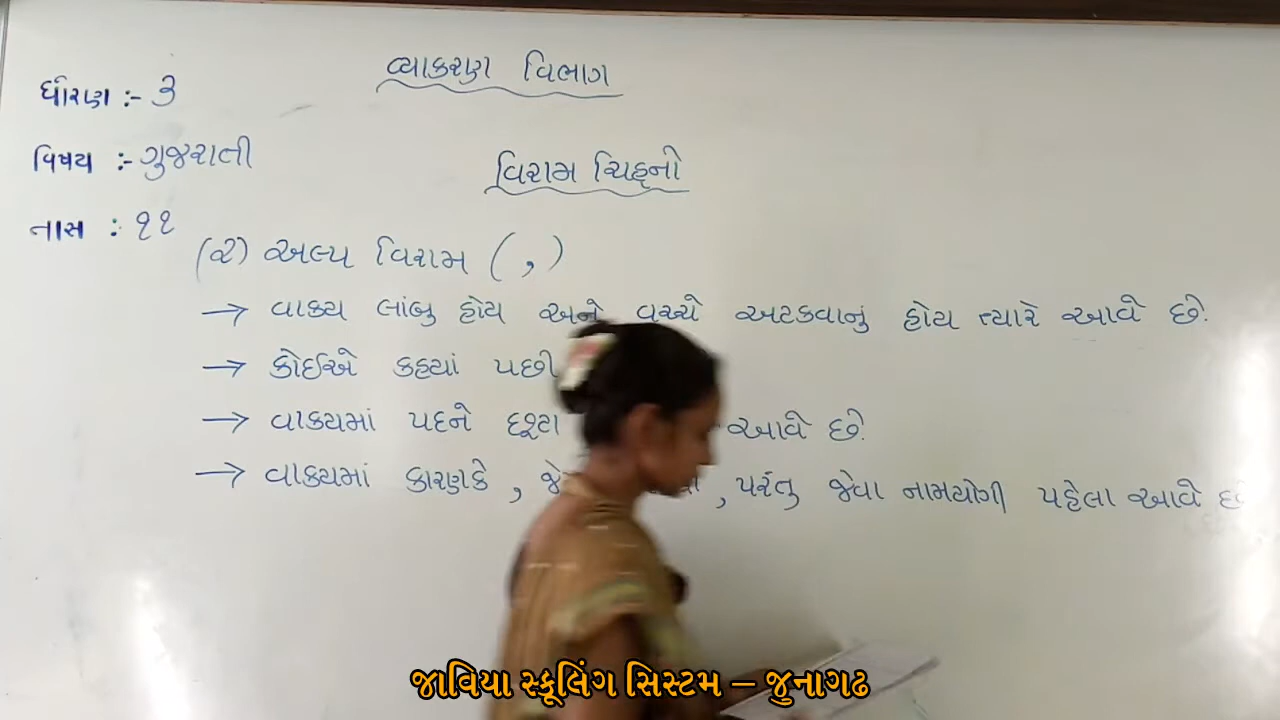 વ્યાકરણ વિભાગ
ધોરણ :- ૩
વિષય :- ગુજરાતી
વિરામ ચિહ્નો
તાસ : ૧૧
(૨) અલ્પ વિરામ ( , )
→ વાક્ય લાંબુ હોય અને વચ્ચે અટકવાનું હોય ત્યારે આવે છે.
→ કોઈએ કહ્યાં પછી
→ વાક્યમાં પદને છૂટા આવે છે.
→ વાક્યમાં કારણકે , , પરંતુ જેવા નામયોગી પહેલા આવે છે
જાવિયા સ્કૂલિંગ સિસ્ટમ – જુનાગઢ